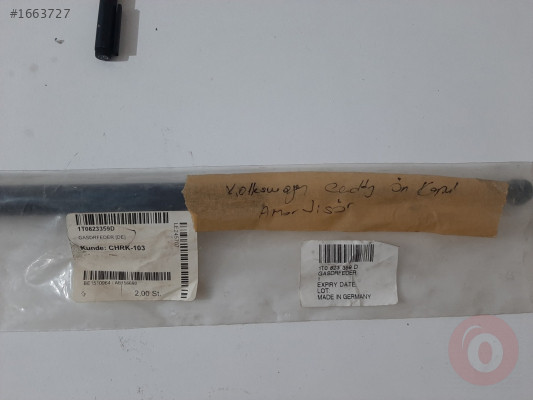 #1663727
Volkswagen Caddy Ön Kaput
Amortisör
1T0823359D
GASDRFEDER (DE)
Kunde: CHRK-103
2.00 St.
1T0 823 359 D
GASDRFEDER
EXPIRY DATE
LOT:
MADE IN GERMANY